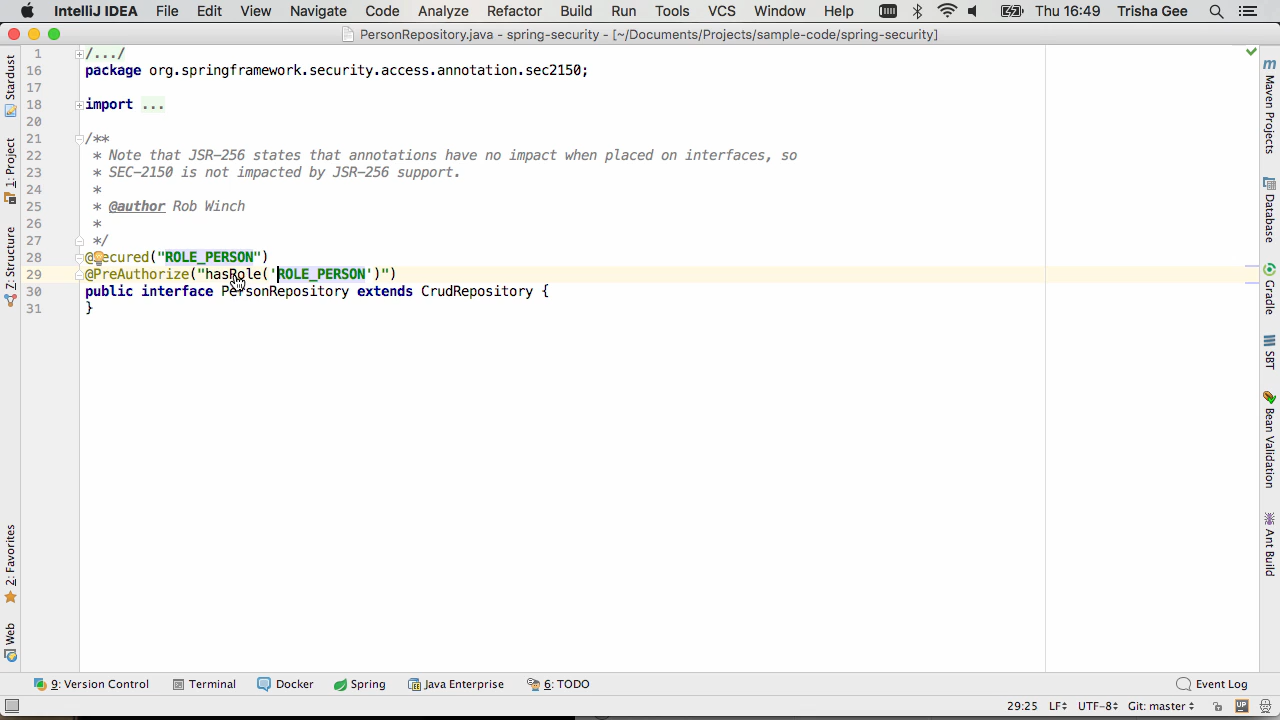 IntelliJ IDEA File Edit View Navigate Code Analyze Refactor Build Run Tools VCS Window Help Thu 16:49 Trisha Gee
PersonRepository.java - spring-security - [~/Documents/Projects/sample-code/spring-security]
Stardust
1: Project
Z: Structure
2: Favorites
Web
1 /.../
16 package org.springframework.security.access.annotation.sec2150;
17
18 import ...
20
21 /**
22 * Note that JSR-256 states that annotations have no impact when placed on interfaces, so
23 * SEC-2150 is not impacted by JSR-256 support.
24 *
25 * @author Rob Winch
26 *
27 */
28 @Secured("ROLE_PERSON")
29 @PreAuthorize("hasRole('ROLE_PERSON')")
30 public interface PersonRepository extends CrudRepository {
31 }
Maven Projects
Database
Gradle
SBT
Bean Validation
Ant Build
9: Version Control Terminal Docker Spring Java Enterprise 6: TODO Event Log
29:25 LF UTF-8 Git: master UP